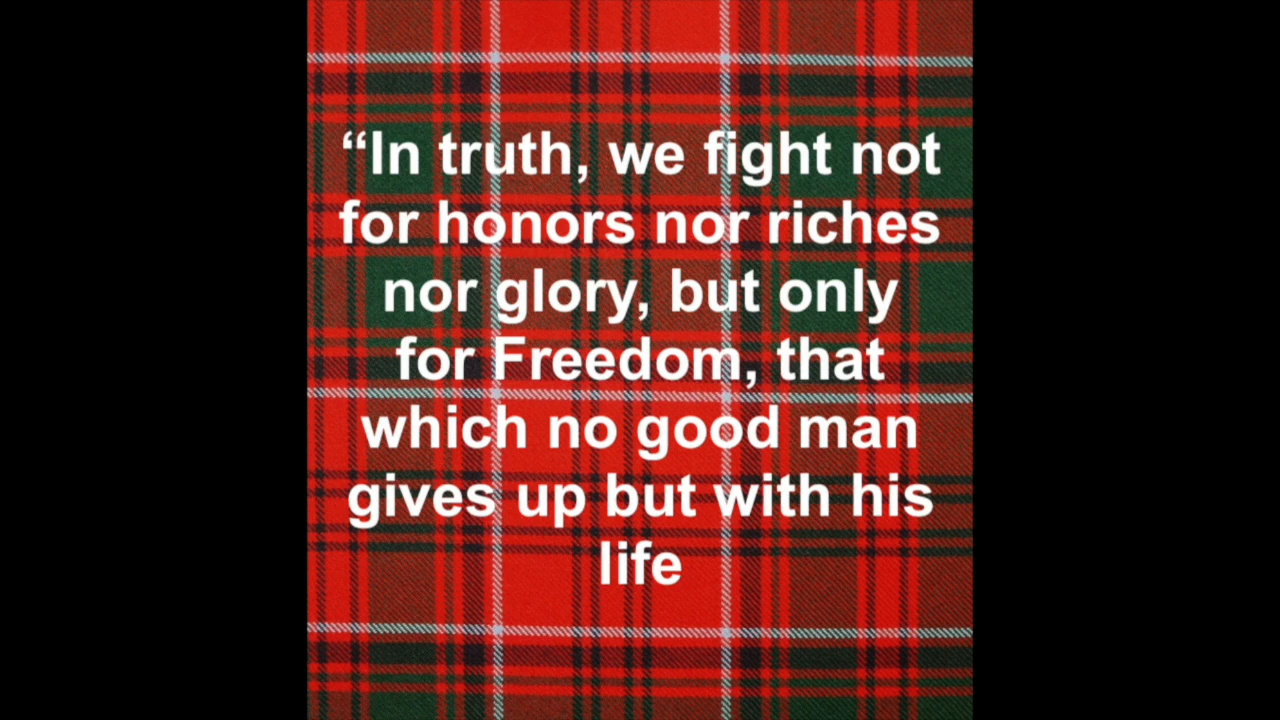 “In truth, we fight not
for honors nor riches
nor glory, but only
for Freedom, that
which no good man
gives up but with his
life